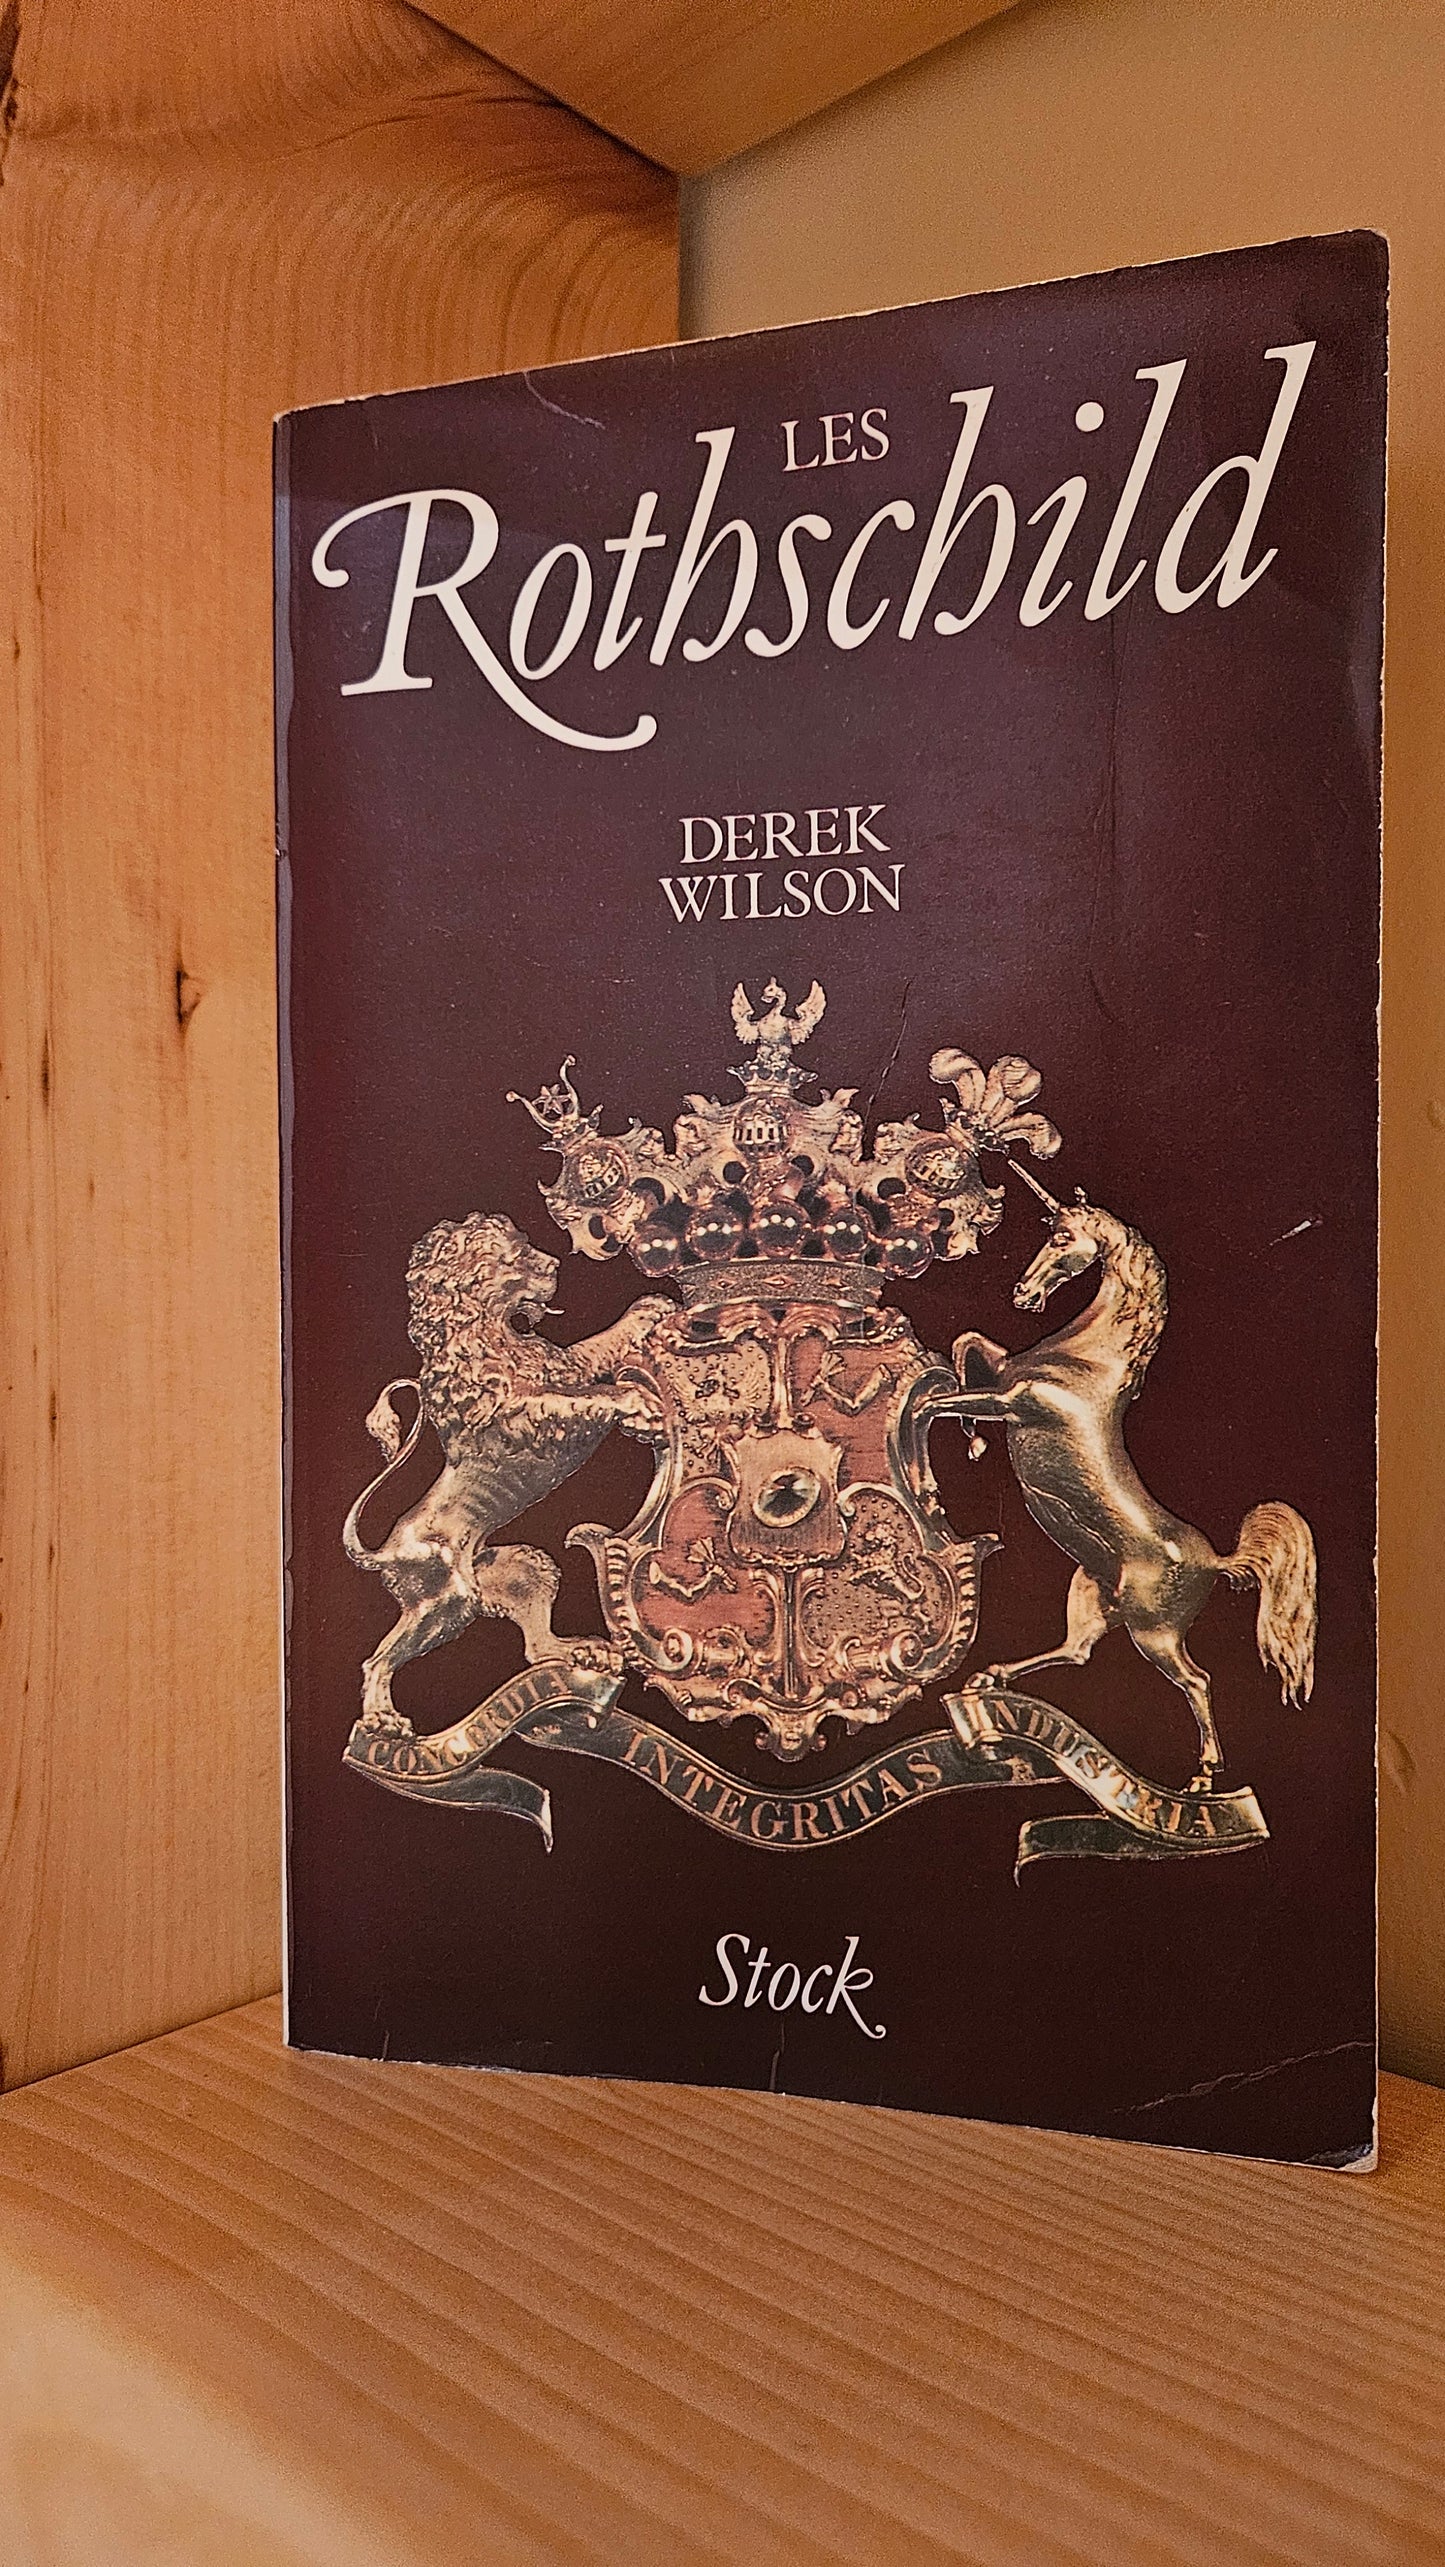 LES
Rothschild
DEREK
WILSON
CONCORDIA
INTEGRITAS
INDUSTRIA
Stock